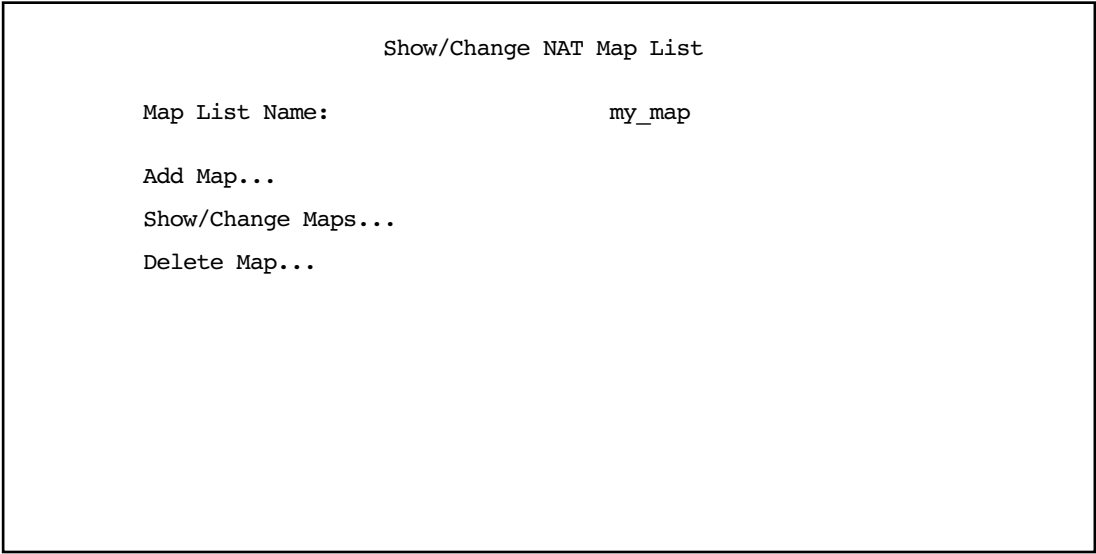 Show/Change NAT Map List
Map List Name: my_map
Add Map...
Show/Change Maps...
Delete Map...